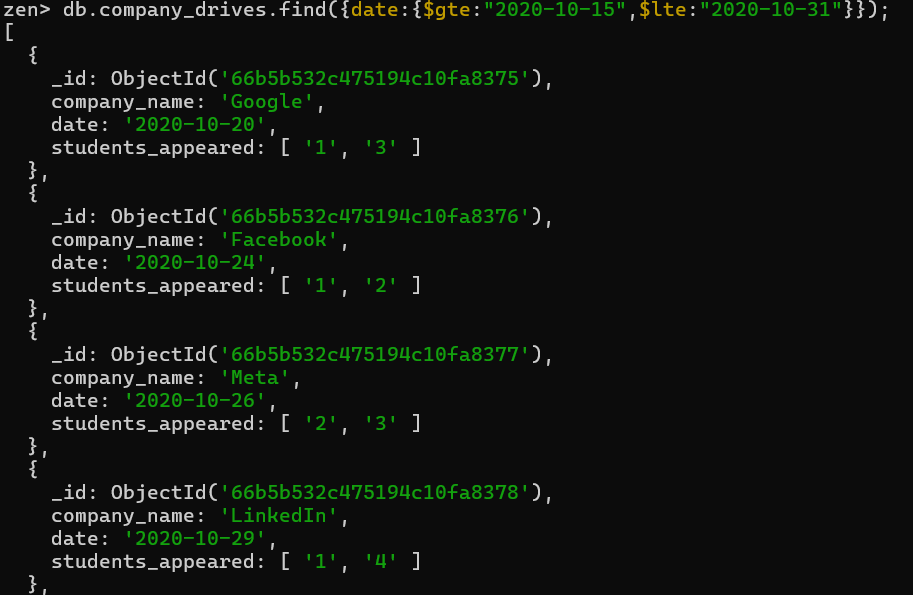 zen> db.company_drives.find({date:{$gte:"2020-10-15",$lte:"2020-10-31"}});
[
  {
    _id: ObjectId('66b5b532c475194c10fa8375'),
    company_name: 'Google',
    date: '2020-10-20',
    students_appeared: [ '1', '3' ]
  },
  {
    _id: ObjectId('66b5b532c475194c10fa8376'),
    company_name: 'Facebook',
    date: '2020-10-24',
    students_appeared: [ '1', '2' ]
  },
  {
    _id: ObjectId('66b5b532c475194c10fa8377'),
    company_name: 'Meta',
    date: '2020-10-26',
    students_appeared: [ '2', '3' ]
  },
  {
    _id: ObjectId('66b5b532c475194c10fa8378'),
    company_name: 'LinkedIn',
    date: '2020-10-29',
    students_appeared: [ '1', '4' ]
  },